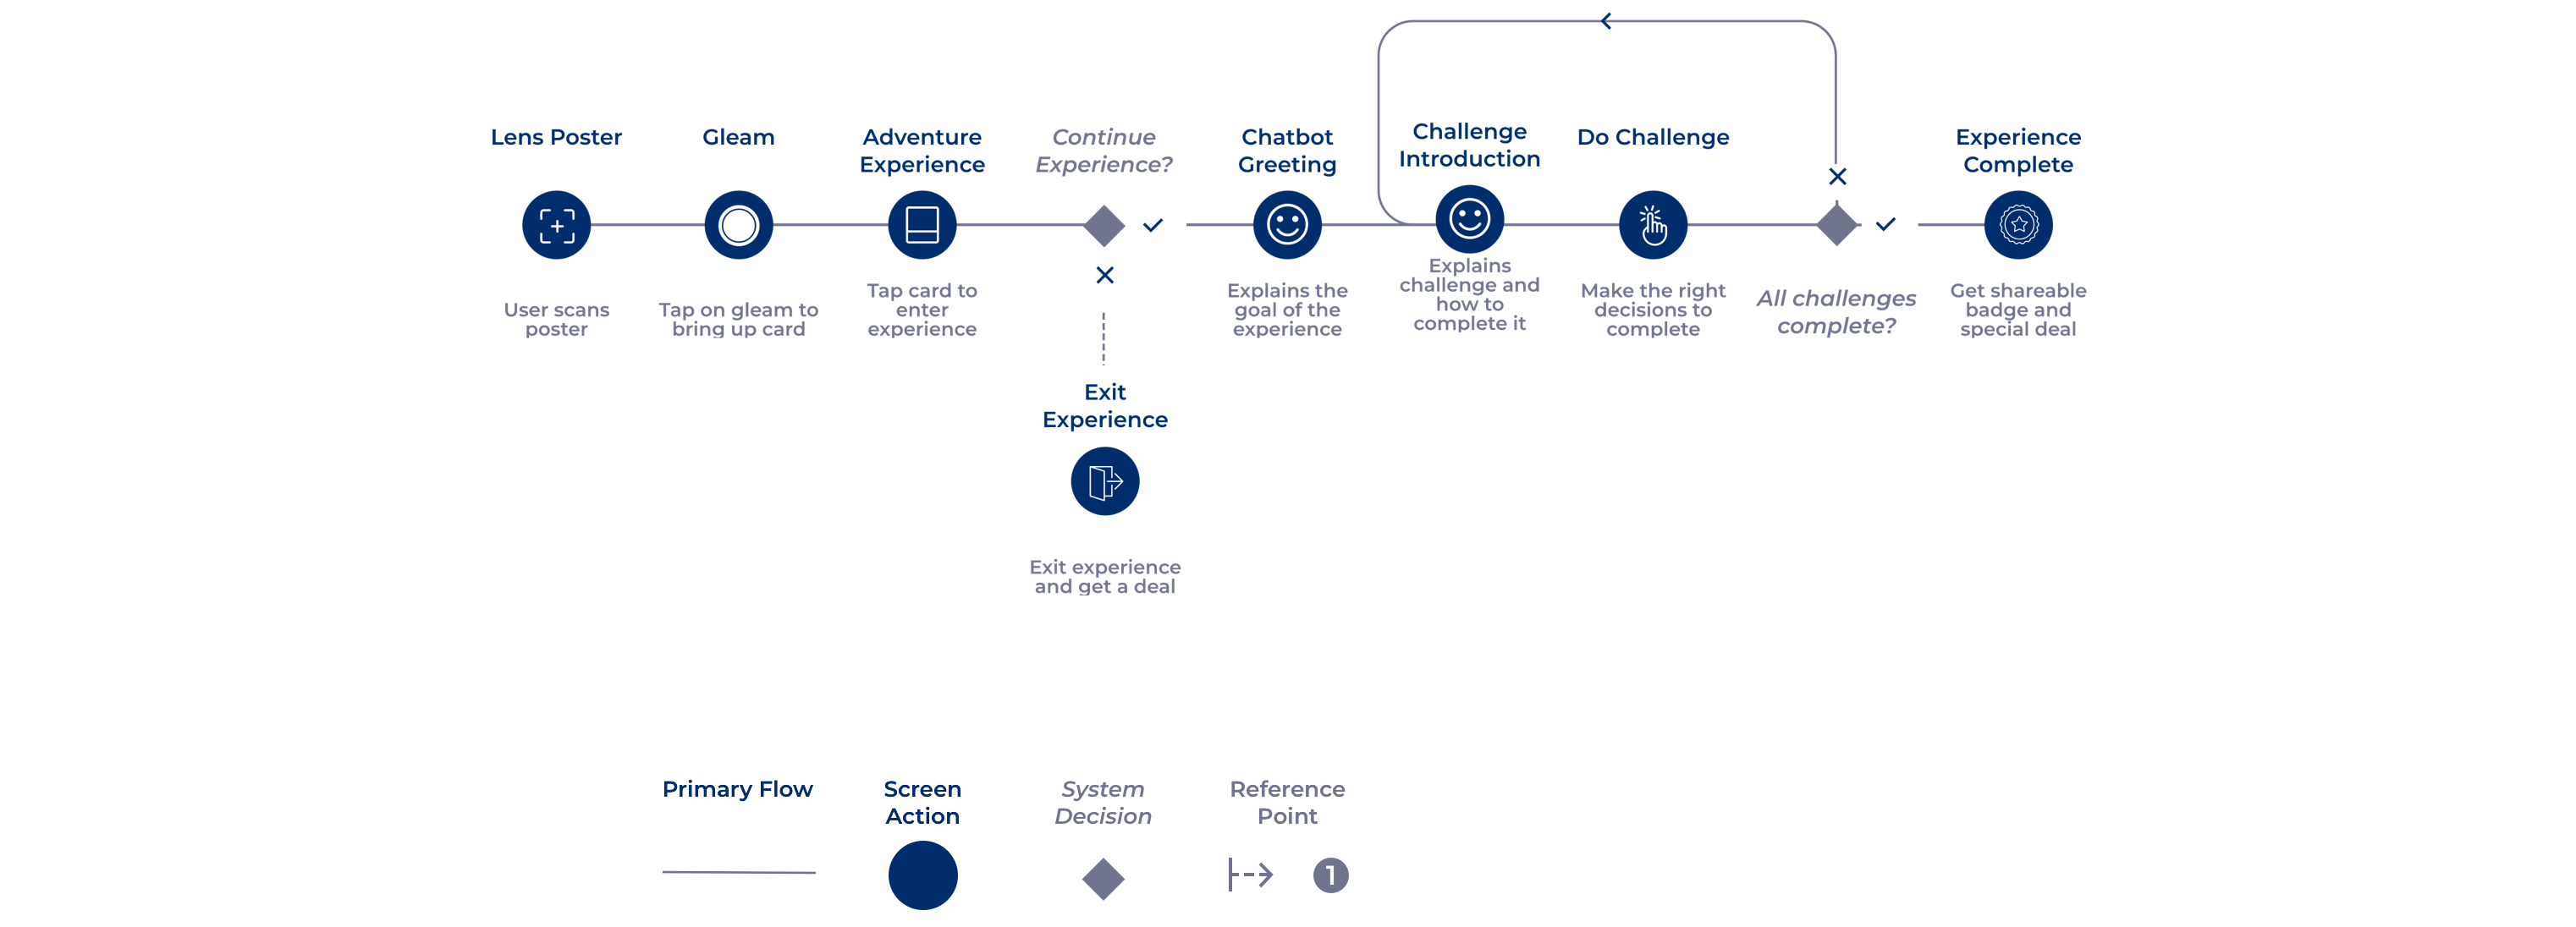 Lens Poster
User scans
poster
Gleam
Tap on gleam to
bring up card
Adventure
Experience
Tap card to
enter
experience
Continue
Experience?
Exit
Experience
Exit experience
and get a deal
Chatbot
Greeting
Explains the
goal of the
experience
Challenge
Introduction
Explains
challenge and
how to
complete it
Do Challenge
Make the right
decisions to
complete
All challenges
complete?
Experience
Complete
Get shareable
badge and
special deal
Primary Flow
Screen
Action
System
Decision
Reference
Point
1